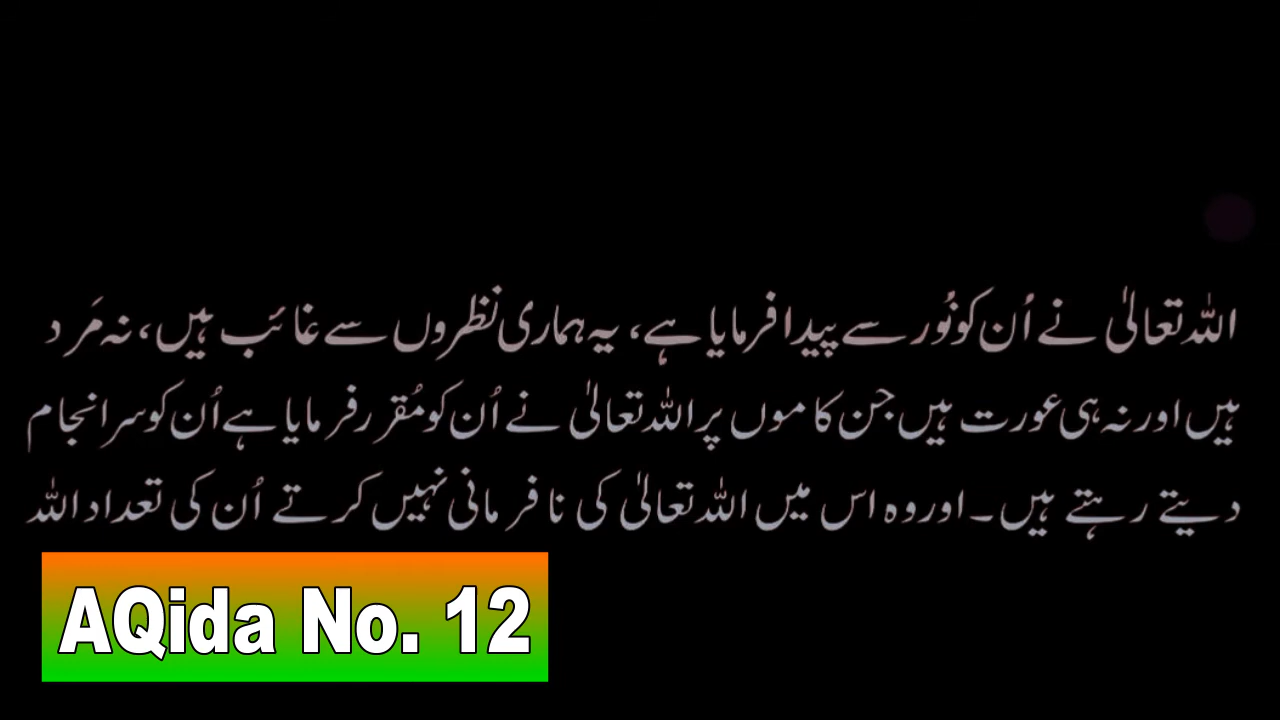 اللہ تعالیٰ نے اُن کو نُور سے پیدا فرمایا ہے، یہ ہماری نظروں سے غائب ہیں، نہ مَرد
ہیں اور نہ ہی عورت ہیں جن کاموں پر اللہ تعالیٰ نے اُن کو مُقرر فرمایا ہے اُن کو سرانجام
دیتے رہتے ہیں۔ اور وہ اس میں اللہ تعالیٰ کی نافرمانی نہیں کرتے اُن کی تعداد اللہ
AQida No. 12